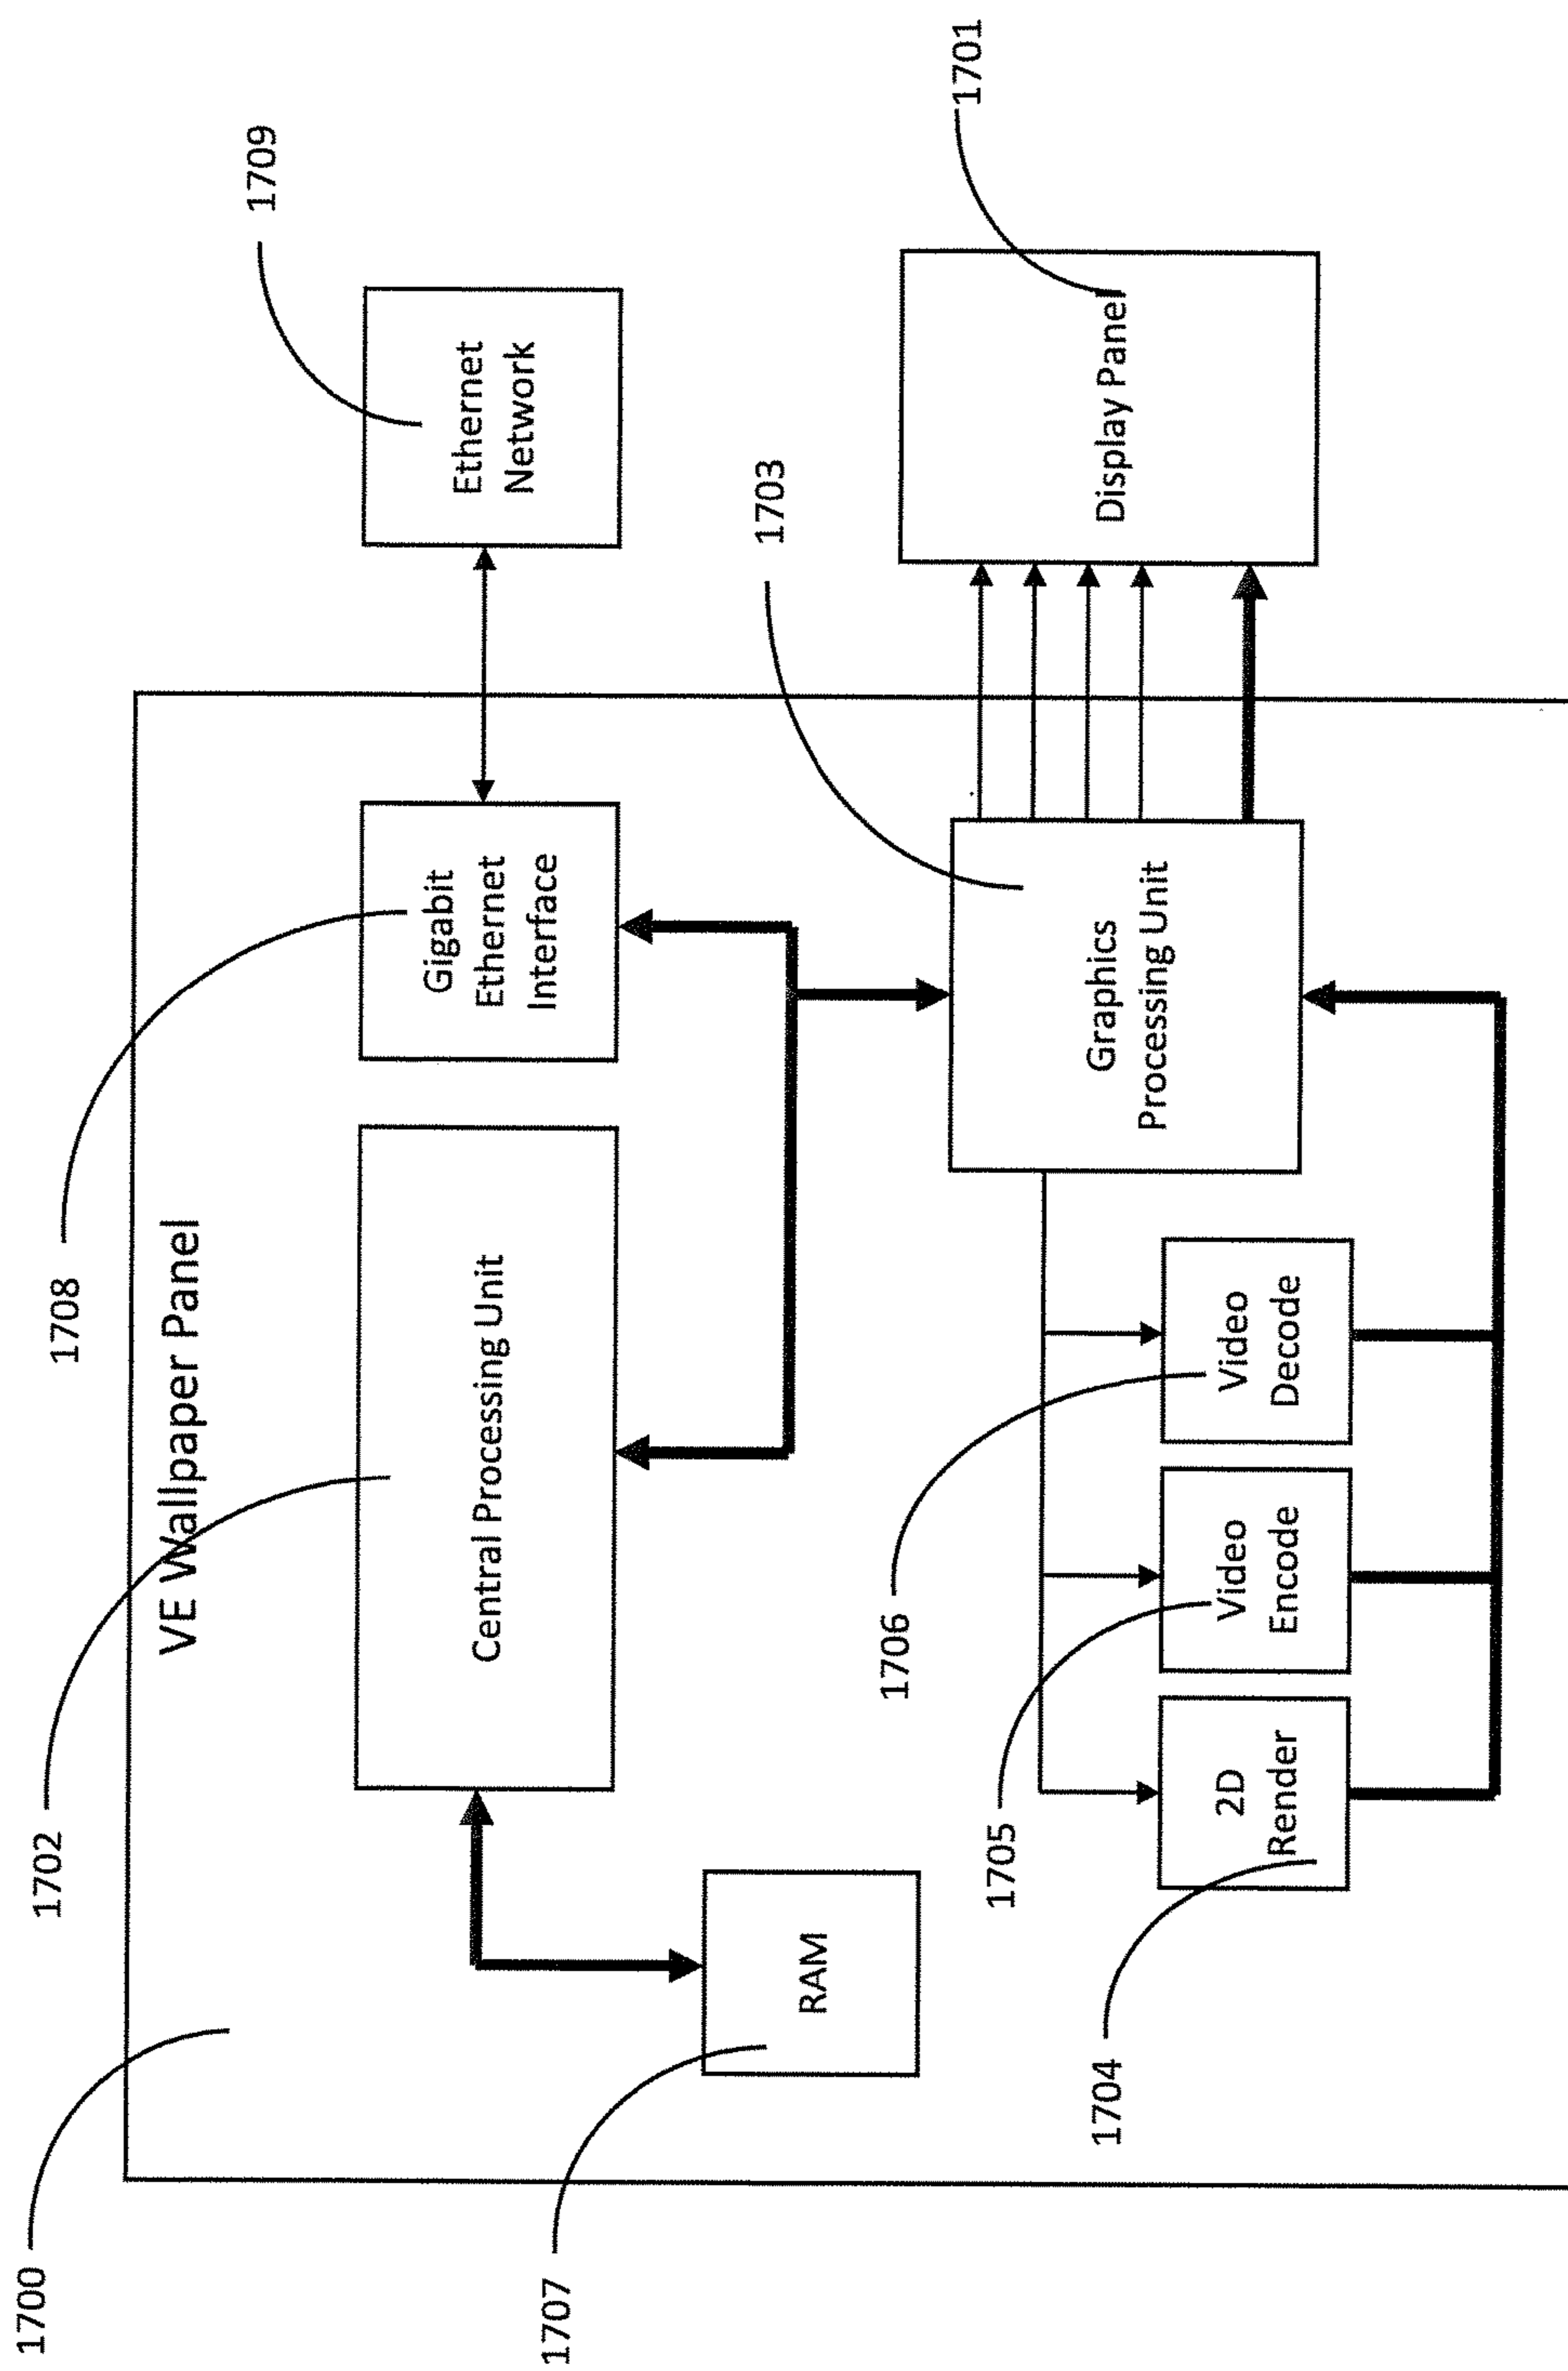 1700
VE Wallpaper Panel
1702
1708
1709
Central Processing Unit
Gigabit
Ethernet
Interface
Ethernet
Network
1707
RAM
1703
1701
Graphics
Processing Unit
Display Panel
1704
1705
1706
2D
Render
Video
Encode
Video
Decode